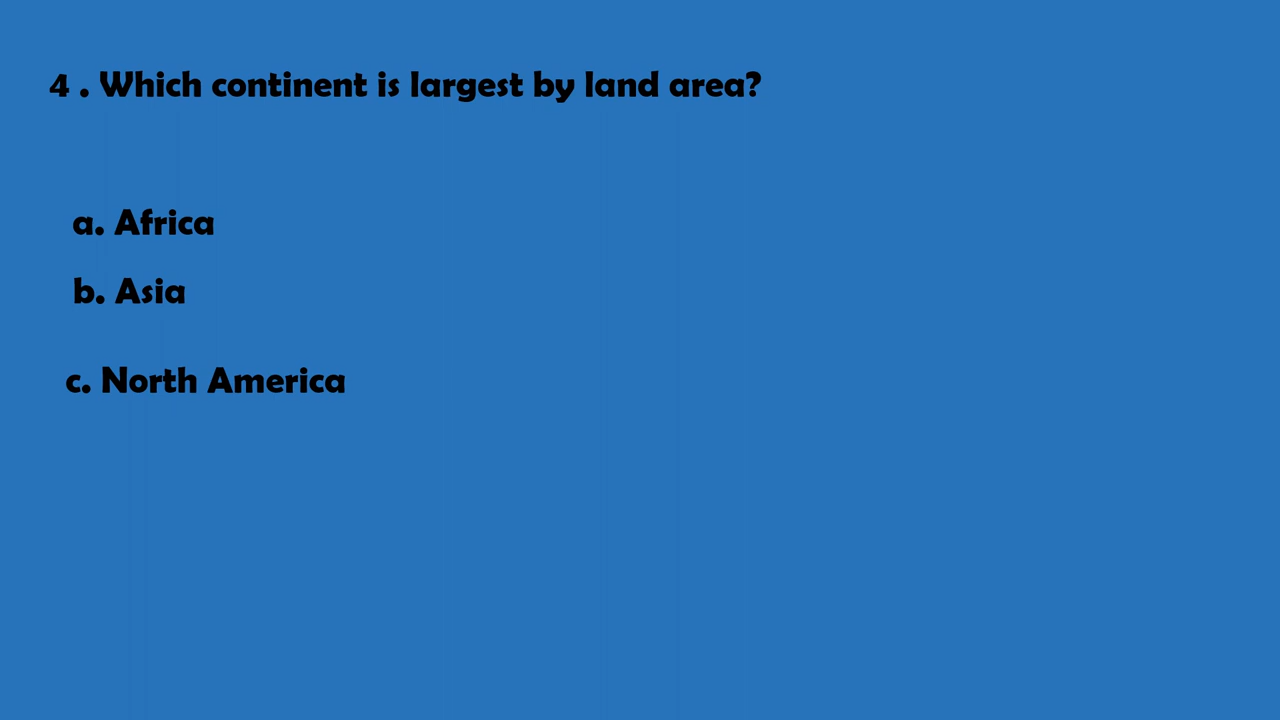 4 . Which continent is largest by land area?
a. Africa
b. Asia
c. North America